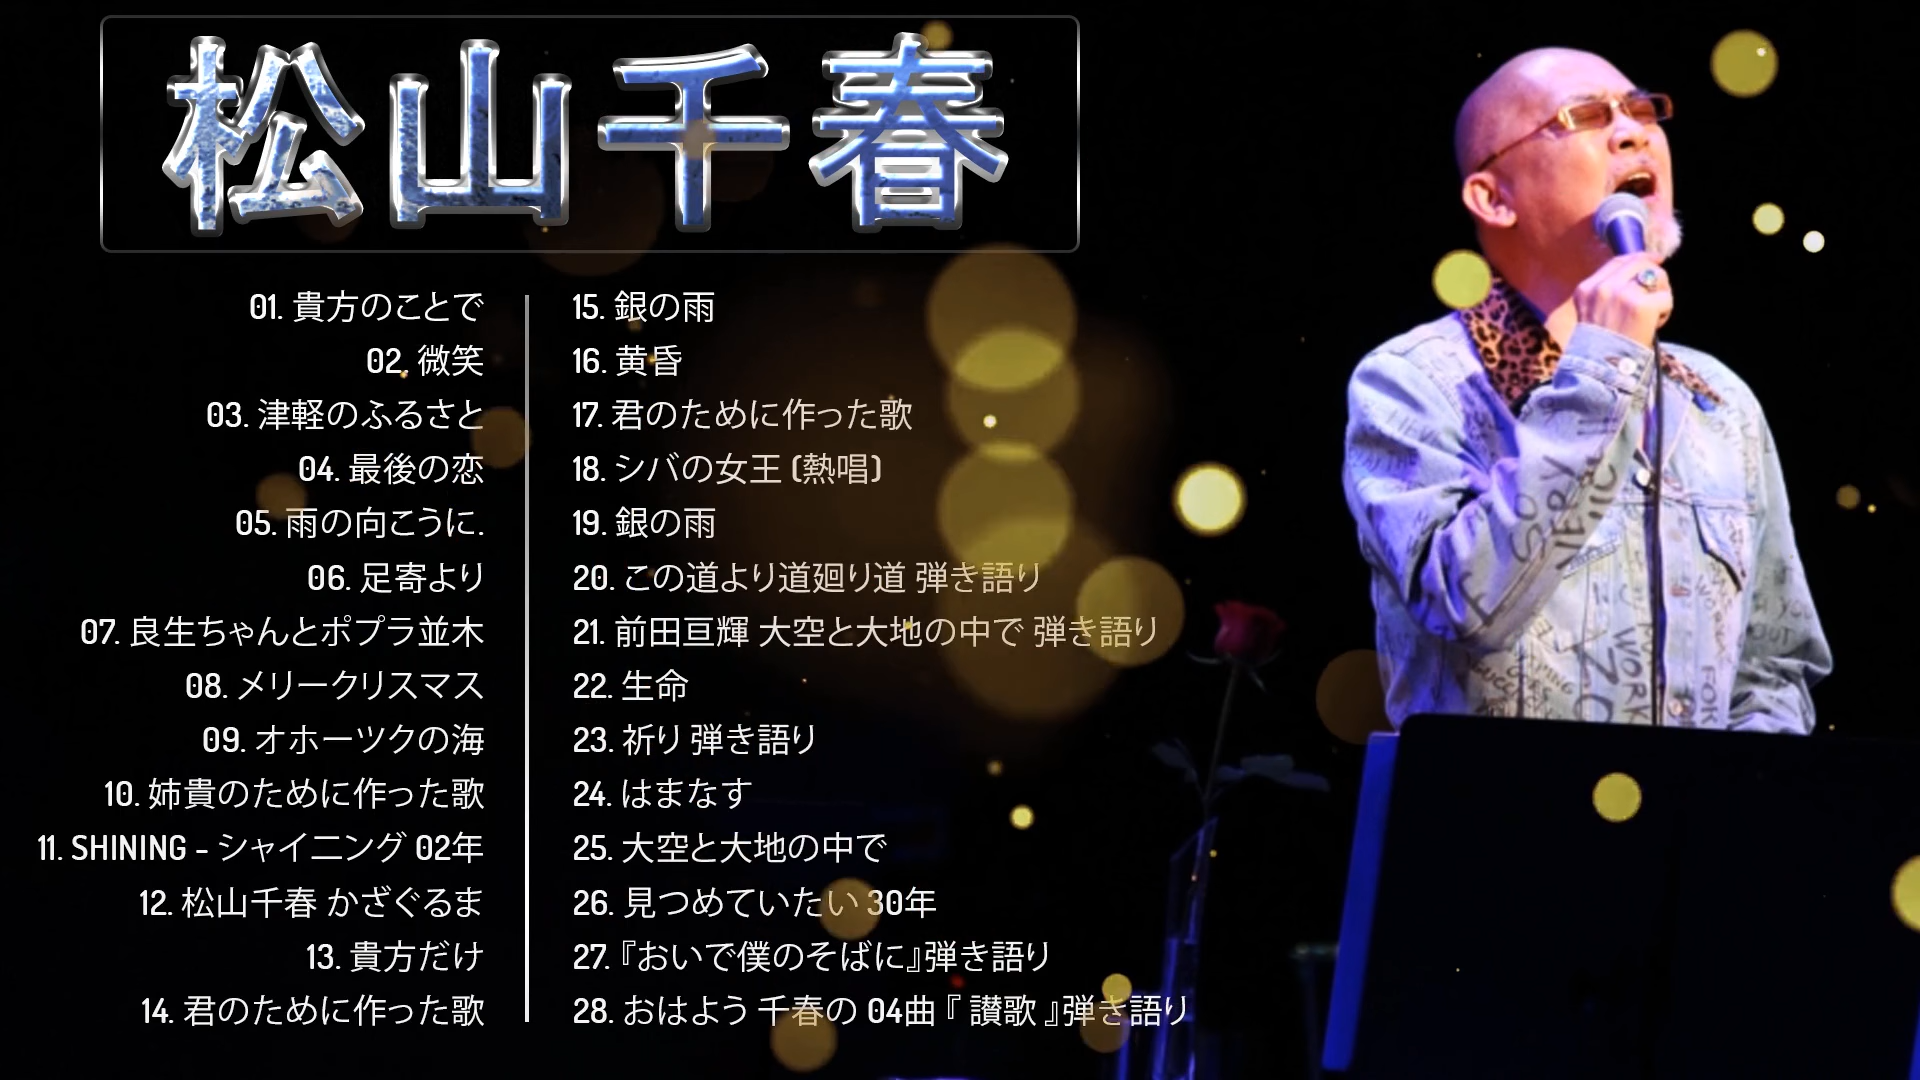 松山千春
01. 貴方のことで
02. 微笑
03. 津軽のふるさと
04. 最後の恋
05. 雨の向こうに.
06. 足寄より
07. 良生ちゃんとポプラ並木
08. メリークリスマス
09. オホーツクの海
10. 姉貴のために作った歌
11. SHINING - シャイニング 02年
12. 松山千春 かざぐるま
13. 貴方だけ
14. 君のために作った歌
15. 銀の雨
16. 黄昏
17. 君のために作った歌
18. シバの女王 (熱唱)
19. 銀の雨
20. この道より道廻り道 弾き語り
21. 前田亘輝 大空と大地の中で 弾き語り
22. 生命
23. 祈り 弾き語り
24. はまなす
25. 大空と大地の中で
26. 見つめていたい 30年
27.『おいで僕のそばに』弾き語り
28. おはよう 千春の 04曲『 讃歌 』弾き語り
SO
VERY
WORK
FOR